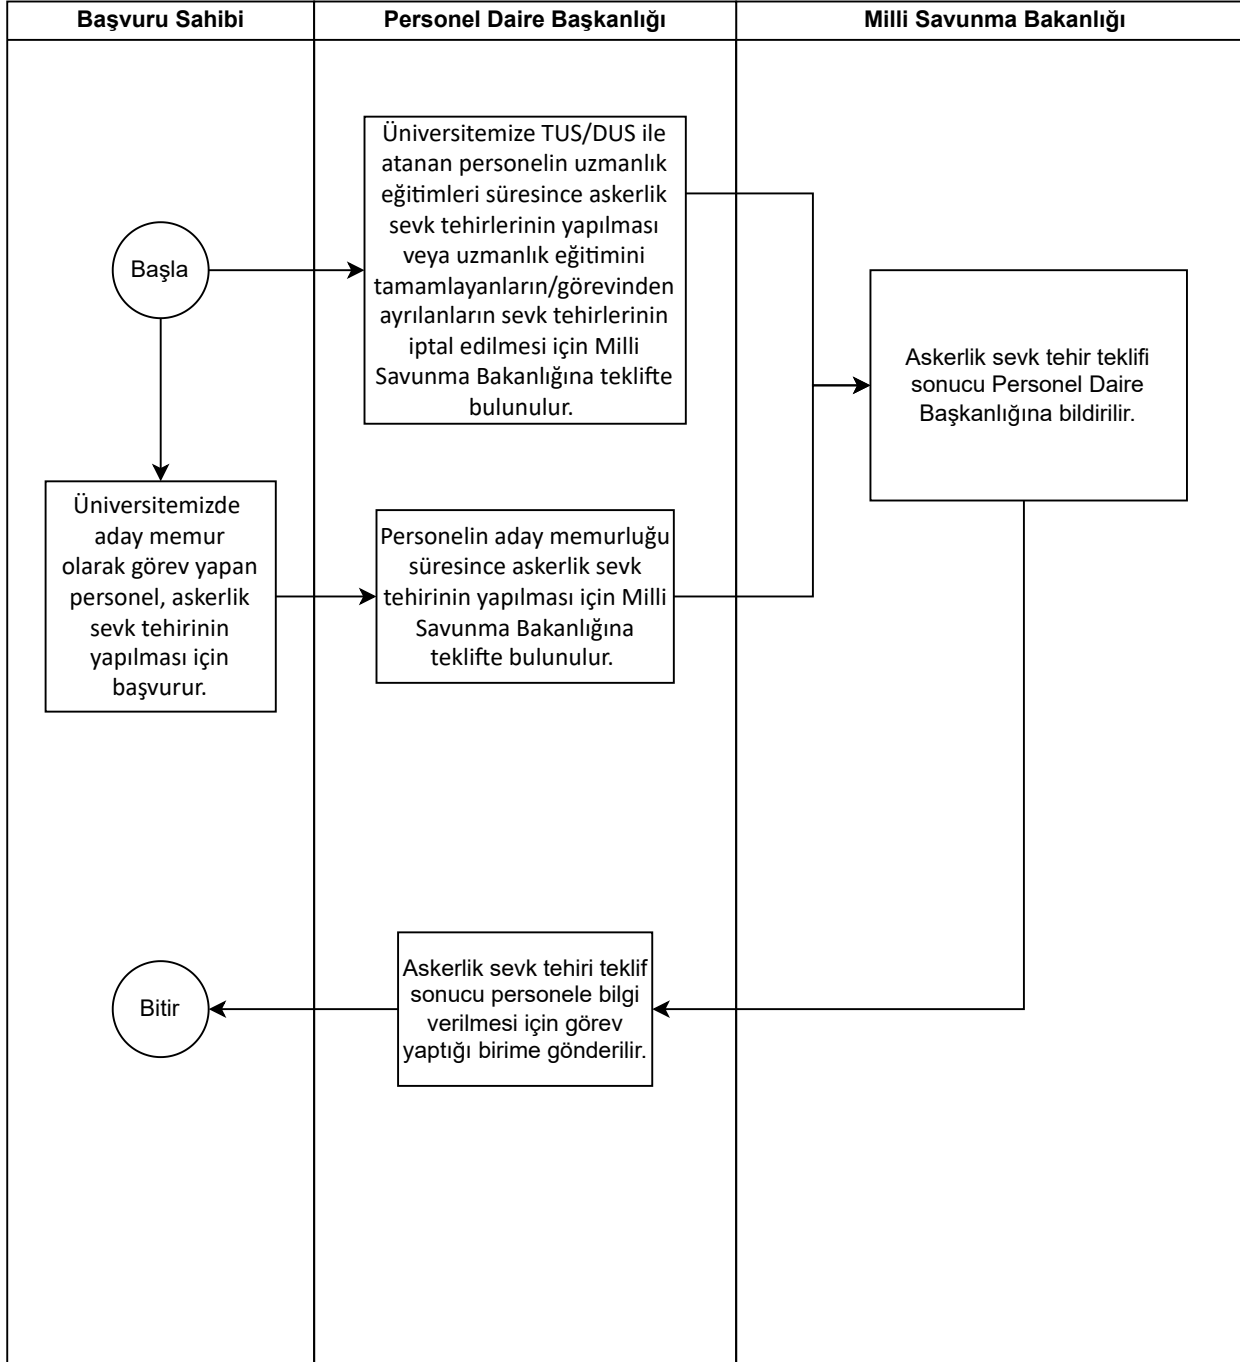 Başvuru Sahibi
Personel Daire Başkanlığı
Milli Savunma Bakanlığı
Üniversitemize TUS/DUS ile
atanan personelin uzmanlık
eğitimleri süresince askerlik
sevk tehirlerinin yapılması
veya uzmanlık eğitimini
tamamlayanların/görevinden
ayrılanların sevk tehirlerinin
iptal edilmesi için Milli
Savunma Bakanlığına teklifte
bulunulur.
Başla
Askerlik sevk tehir teklifi
sonucu Personel Daire
Başkanlığına bildirilir.
Üniversitemizde
aday memur
olarak görev yapan
personel, askerlik
sevk tehirinin
yapılması için
başvurur.
Personelin aday memurluğu
süresince askerlik sevk
tehirinin yapılması için Milli
Savunma Bakanlığına
teklifte bulunulur.
Askerlik sevk tehiri teklif
sonucu personele bilgi
verilmesi için görev
yaptığı birime gönderilir.
Bitir